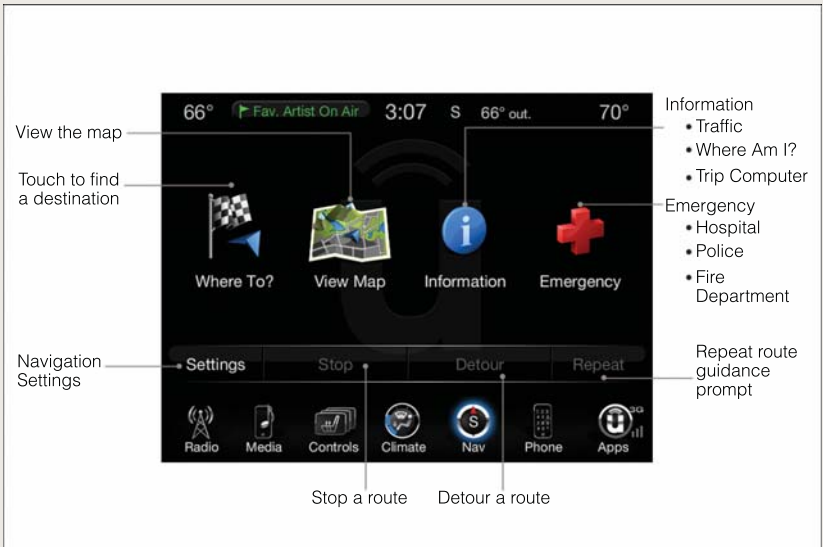 66° Fav. Artist On Air 3:07 S 66° out. 70°
View the map
Touch to find
a destination
Where To? View Map Information Emergency
Information
• Traffic
• Where Am I?
• Trip Computer
Emergency
• Hospital
• Police
• Fire
Department
Navigation
Settings
Settings Stop Detour Repeat
Repeat route
guidance
prompt
S 3G
Radio Media Controls Climate Nav Phone Apps
Stop a route Detour a route